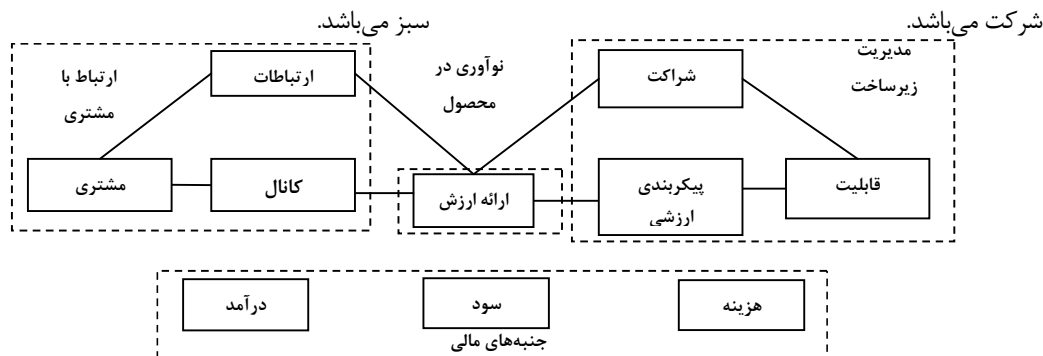 شرکت می‌باشد.
سبز می‌باشد.
مدیریت
زیرساخت
شراکت
قابلیت
پیکربندی
ارزشی
نوآوری در
محصول
ارائه ارزش
ارتباطات
ارتباط با
مشتری
کانال
مشتری
هزینه
سود
درآمد
جنبه‌های مالی